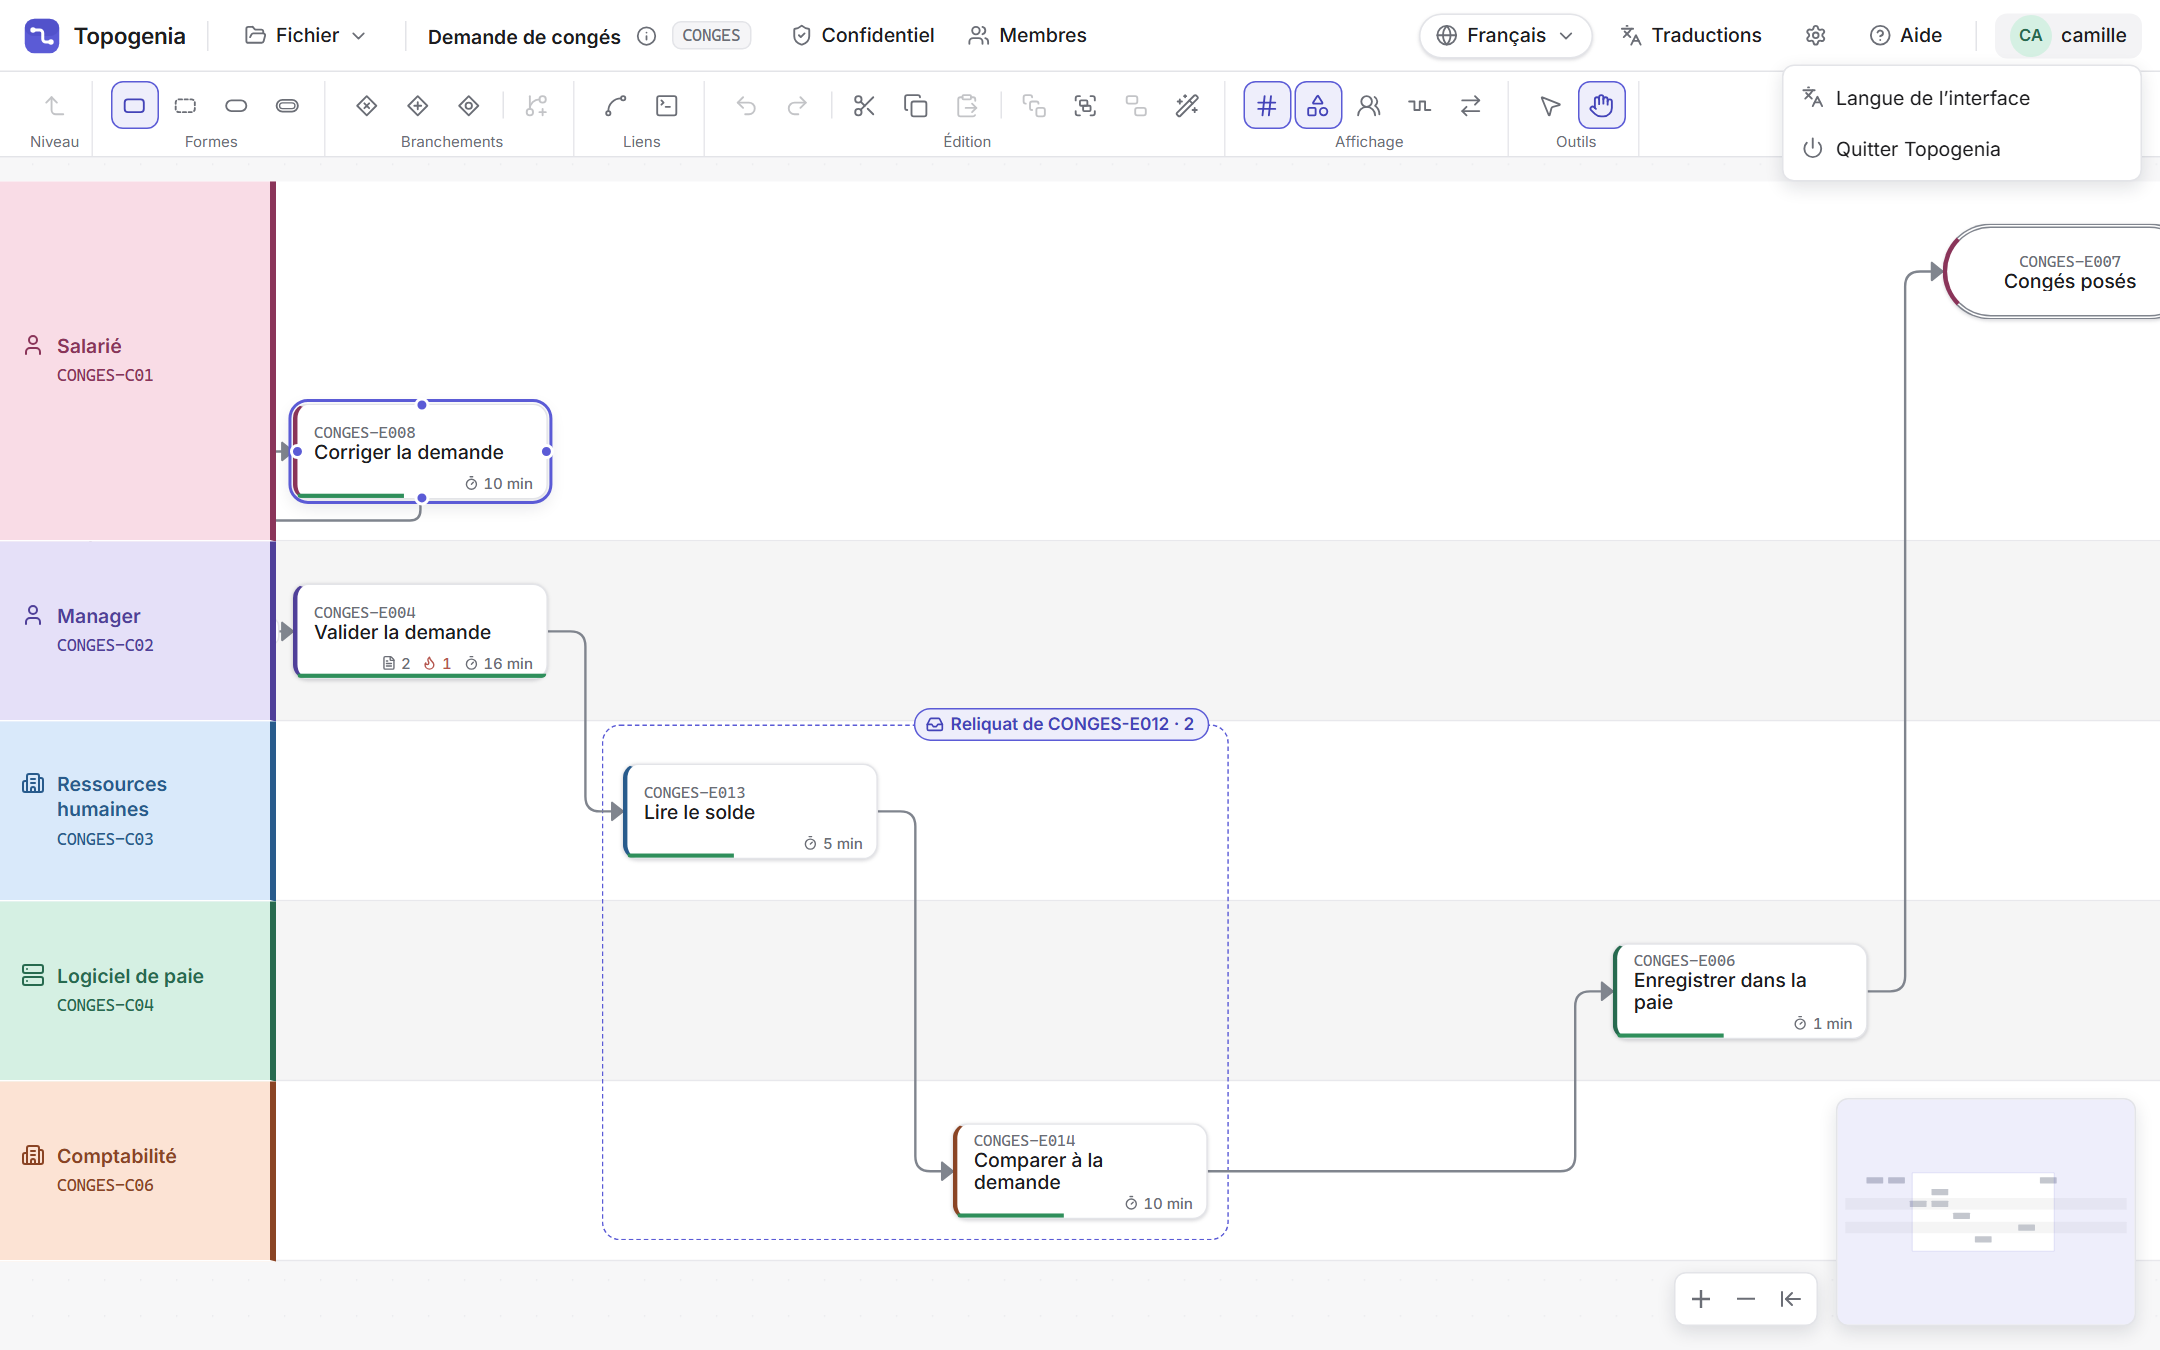 Topogenia
Fichier
Demande de congés
CONGES
Confidentiel
Membres
Français
Traductions
Aide
CA
camille
Langue de l’interface
Quitter Topogenia
Niveau
Formes
Branchements
Liens
Édition
Affichage
Outils
Salarié
CONGES-C01
CONGES-E007
Congés posés
CONGES-E008
Corriger la demande
10 min
Manager
CONGES-C02
CONGES-E004
Valider la demande
2
1
16 min
Reliquat de CONGES-E012 · 2
Ressources
humaines
CONGES-C03
CONGES-E013
Lire le solde
5 min
Logiciel de paie
CONGES-C04
CONGES-E006
Enregistrer dans la
paie
1 min
Comptabilité
CONGES-C06
CONGES-E014
Comparer à la
demande
10 min